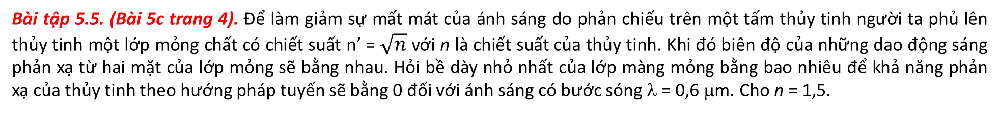 Bài tập 5.5. (Bài 5c trang 4). Để làm giảm sự mất mát của ánh sáng do phản chiếu trên một tấm thủy tinh người ta phủ lên
thủy tinh một lớp mỏng chất có chiết suất n’ = √n với n là chiết suất của thủy tinh. Khi đó biên độ của những dao động sáng
phản xạ từ hai mặt của lớp mỏng sẽ bằng nhau. Hỏi bề dày nhỏ nhất của lớp màng mỏng bằng bao nhiêu để khả năng phản
xạ của thủy tinh theo hướng pháp tuyến sẽ bằng 0 đối với ánh sáng có bước sóng λ = 0,6 μm. Cho n = 1,5.